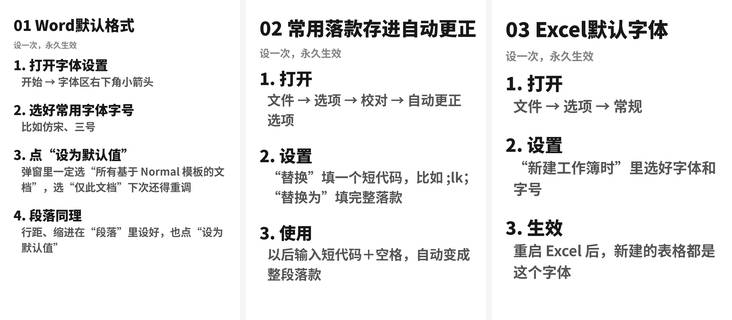 01 Word默认格式
设一次，永久生效
1. 打开字体设置
开始 → 字体区右下角小箭头
2. 选好常用字体字号
比如仿宋、三号
3. 点“设为默认值”
弹窗里一定选“所有基于 Normal 模板的文
档”，选“仅此文档”下次还得重调
4. 段落同理
行距、缩进在“段落”里设好，也点“设为
默认值”
02 常用落款存进自动更正
设一次，永久生效
1. 打开
文件 → 选项 → 校对 → 自动更正
选项
2. 设置
“替换”填一个短代码，比如 ;lk；
“替换为”填完整落款
3. 使用
以后输入短代码＋空格，自动变成
整段落款
03 Excel默认字体
设一次，永久生效
1. 打开
文件 → 选项 → 常规
2. 设置
“新建工作簿时”里选好字体和
字号
3. 生效
重启 Excel 后，新建的表格都是
这个字体